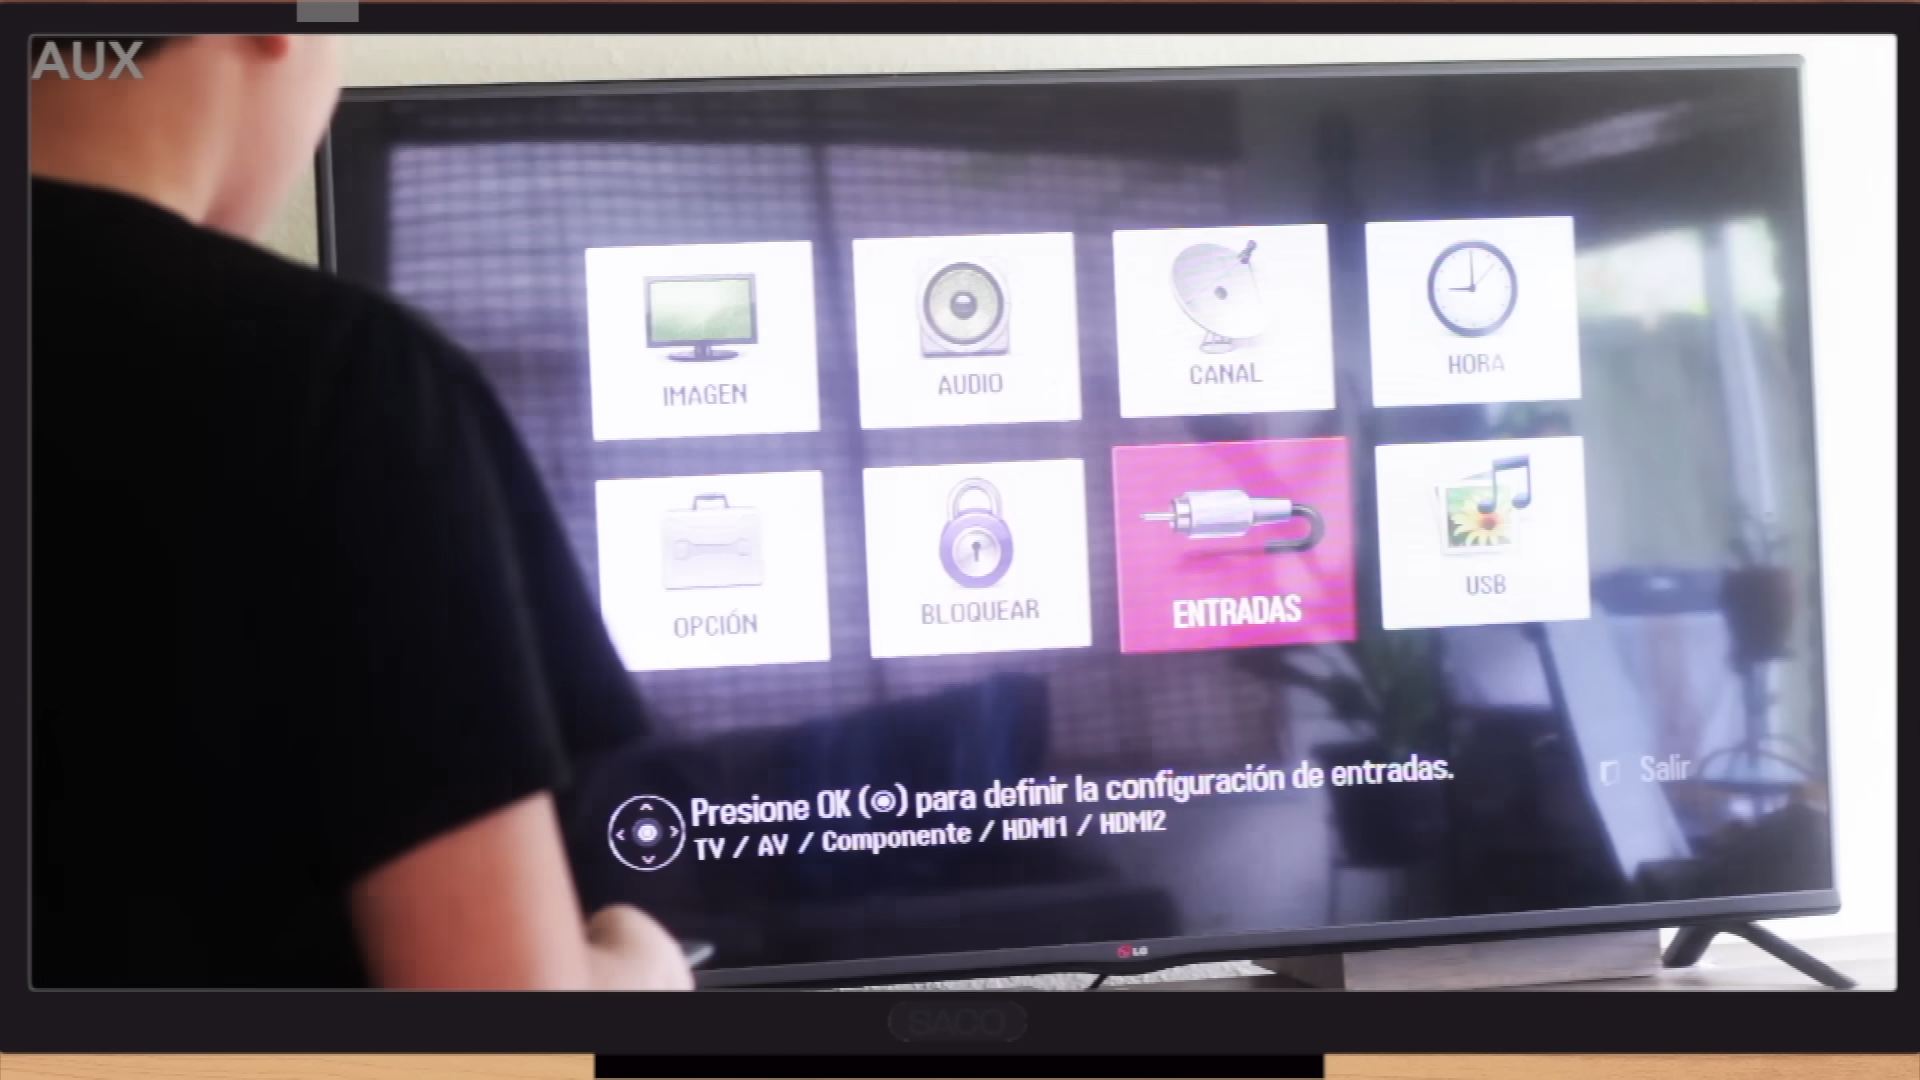 AUX
IMAGEN
AUDIO
CANAL
HORA
OPCIÓN
BLOQUEAR
ENTRADAS
USB
Presione OK (◉) para definir la configuración de entradas.
TV / AV / Componente / HDMI1 / HDMI2
Salir
LG
SACO